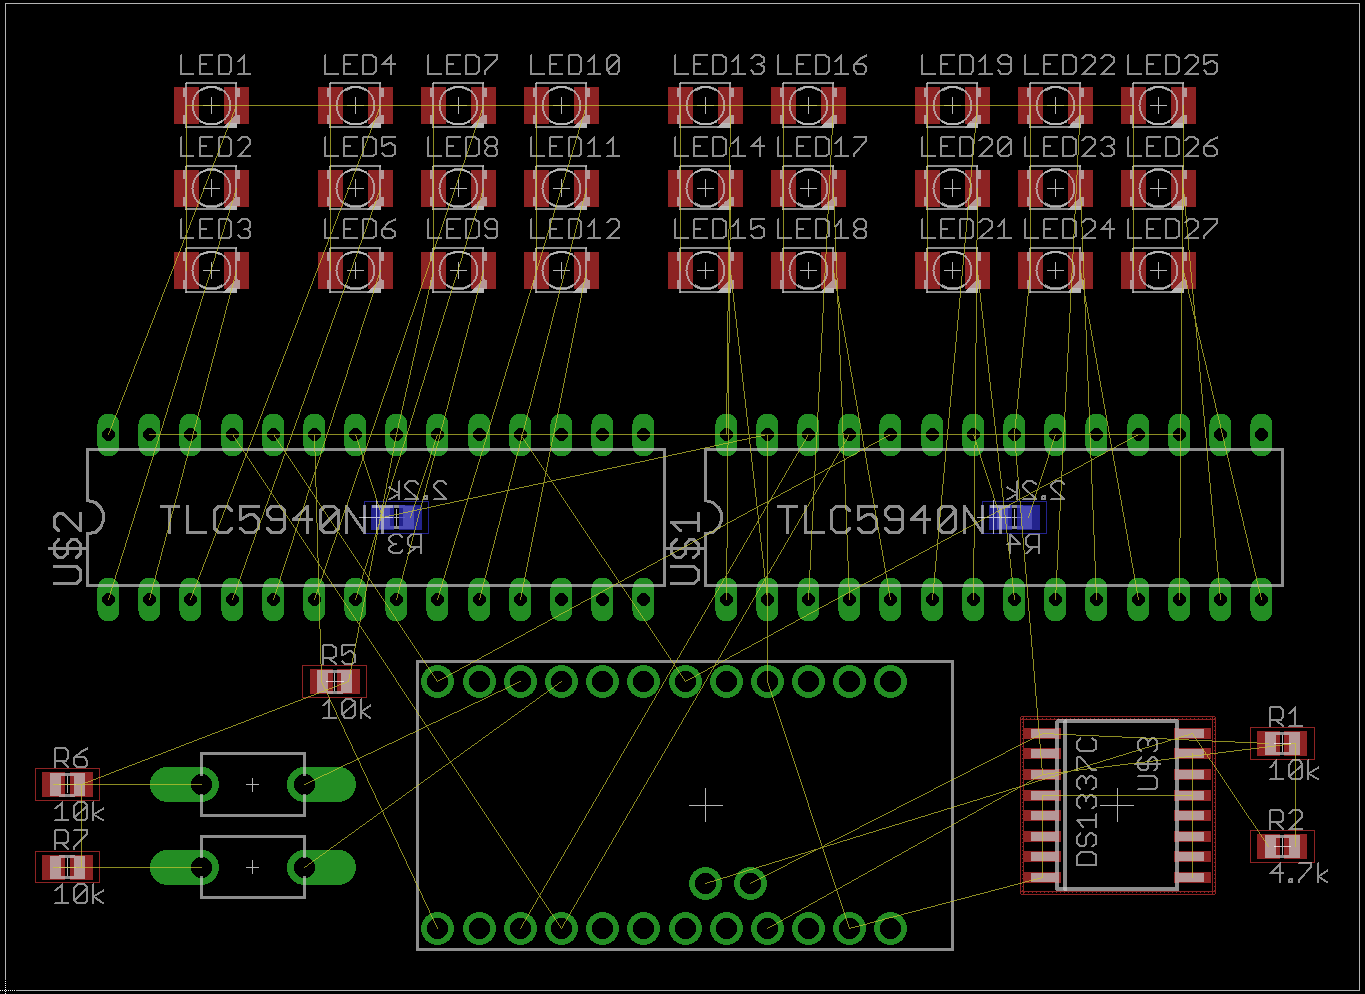 LED1 LED4 LED7 LED10 LED13 LED16 LED19 LED22 LED25
LED2 LED5 LED8 LED11 LED14 LED17 LED20 LED23 LED26
LED3 LED6 LED9 LED12 LED15 LED18 LED21 LED24 LED27
2.2k 2.2k
U$2 TLC5940NT U$1 TLC5940NT
R3 R4
R5
10k
R1
10k
R6
10k
DS1337C U$3
R2
4.7k
R7
10k